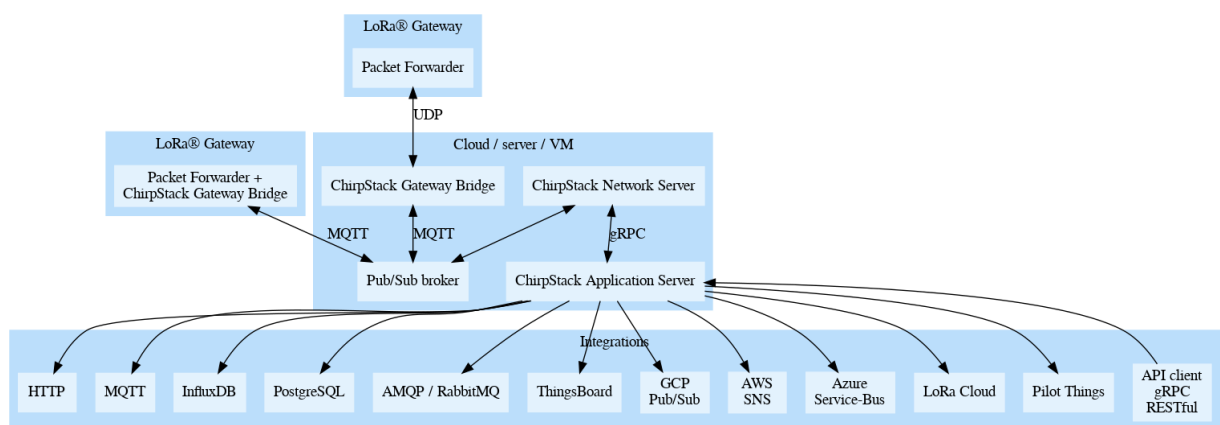 LoRa® Gateway
Packet Forwarder
UDP
LoRa® Gateway
Packet Forwarder +
ChirpStack Gateway Bridge
Cloud / server / VM
ChirpStack Gateway Bridge
ChirpStack Network Server
MQTT
MQTT
gRPC
Pub/Sub broker
ChirpStack Application Server
Integrations
HTTP
MQTT
InfluxDB
PostgreSQL
AMQP / RabbitMQ
ThingsBoard
GCP
Pub/Sub
AWS
SNS
Azure
Service-Bus
LoRa Cloud
Pilot Things
API client
gRPC
RESTful